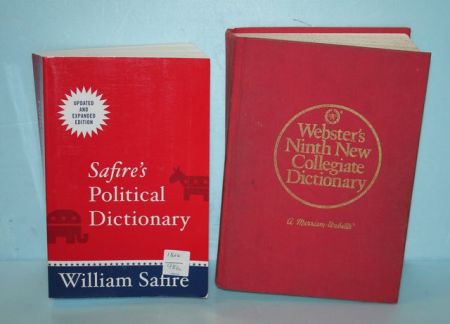 UPDATED
AND
EXPANDED
EDITION
Safire's
Political
Dictionary
William Safire
Webster's
Ninth New
Collegiate
Dictionary
A Merriam-Webster